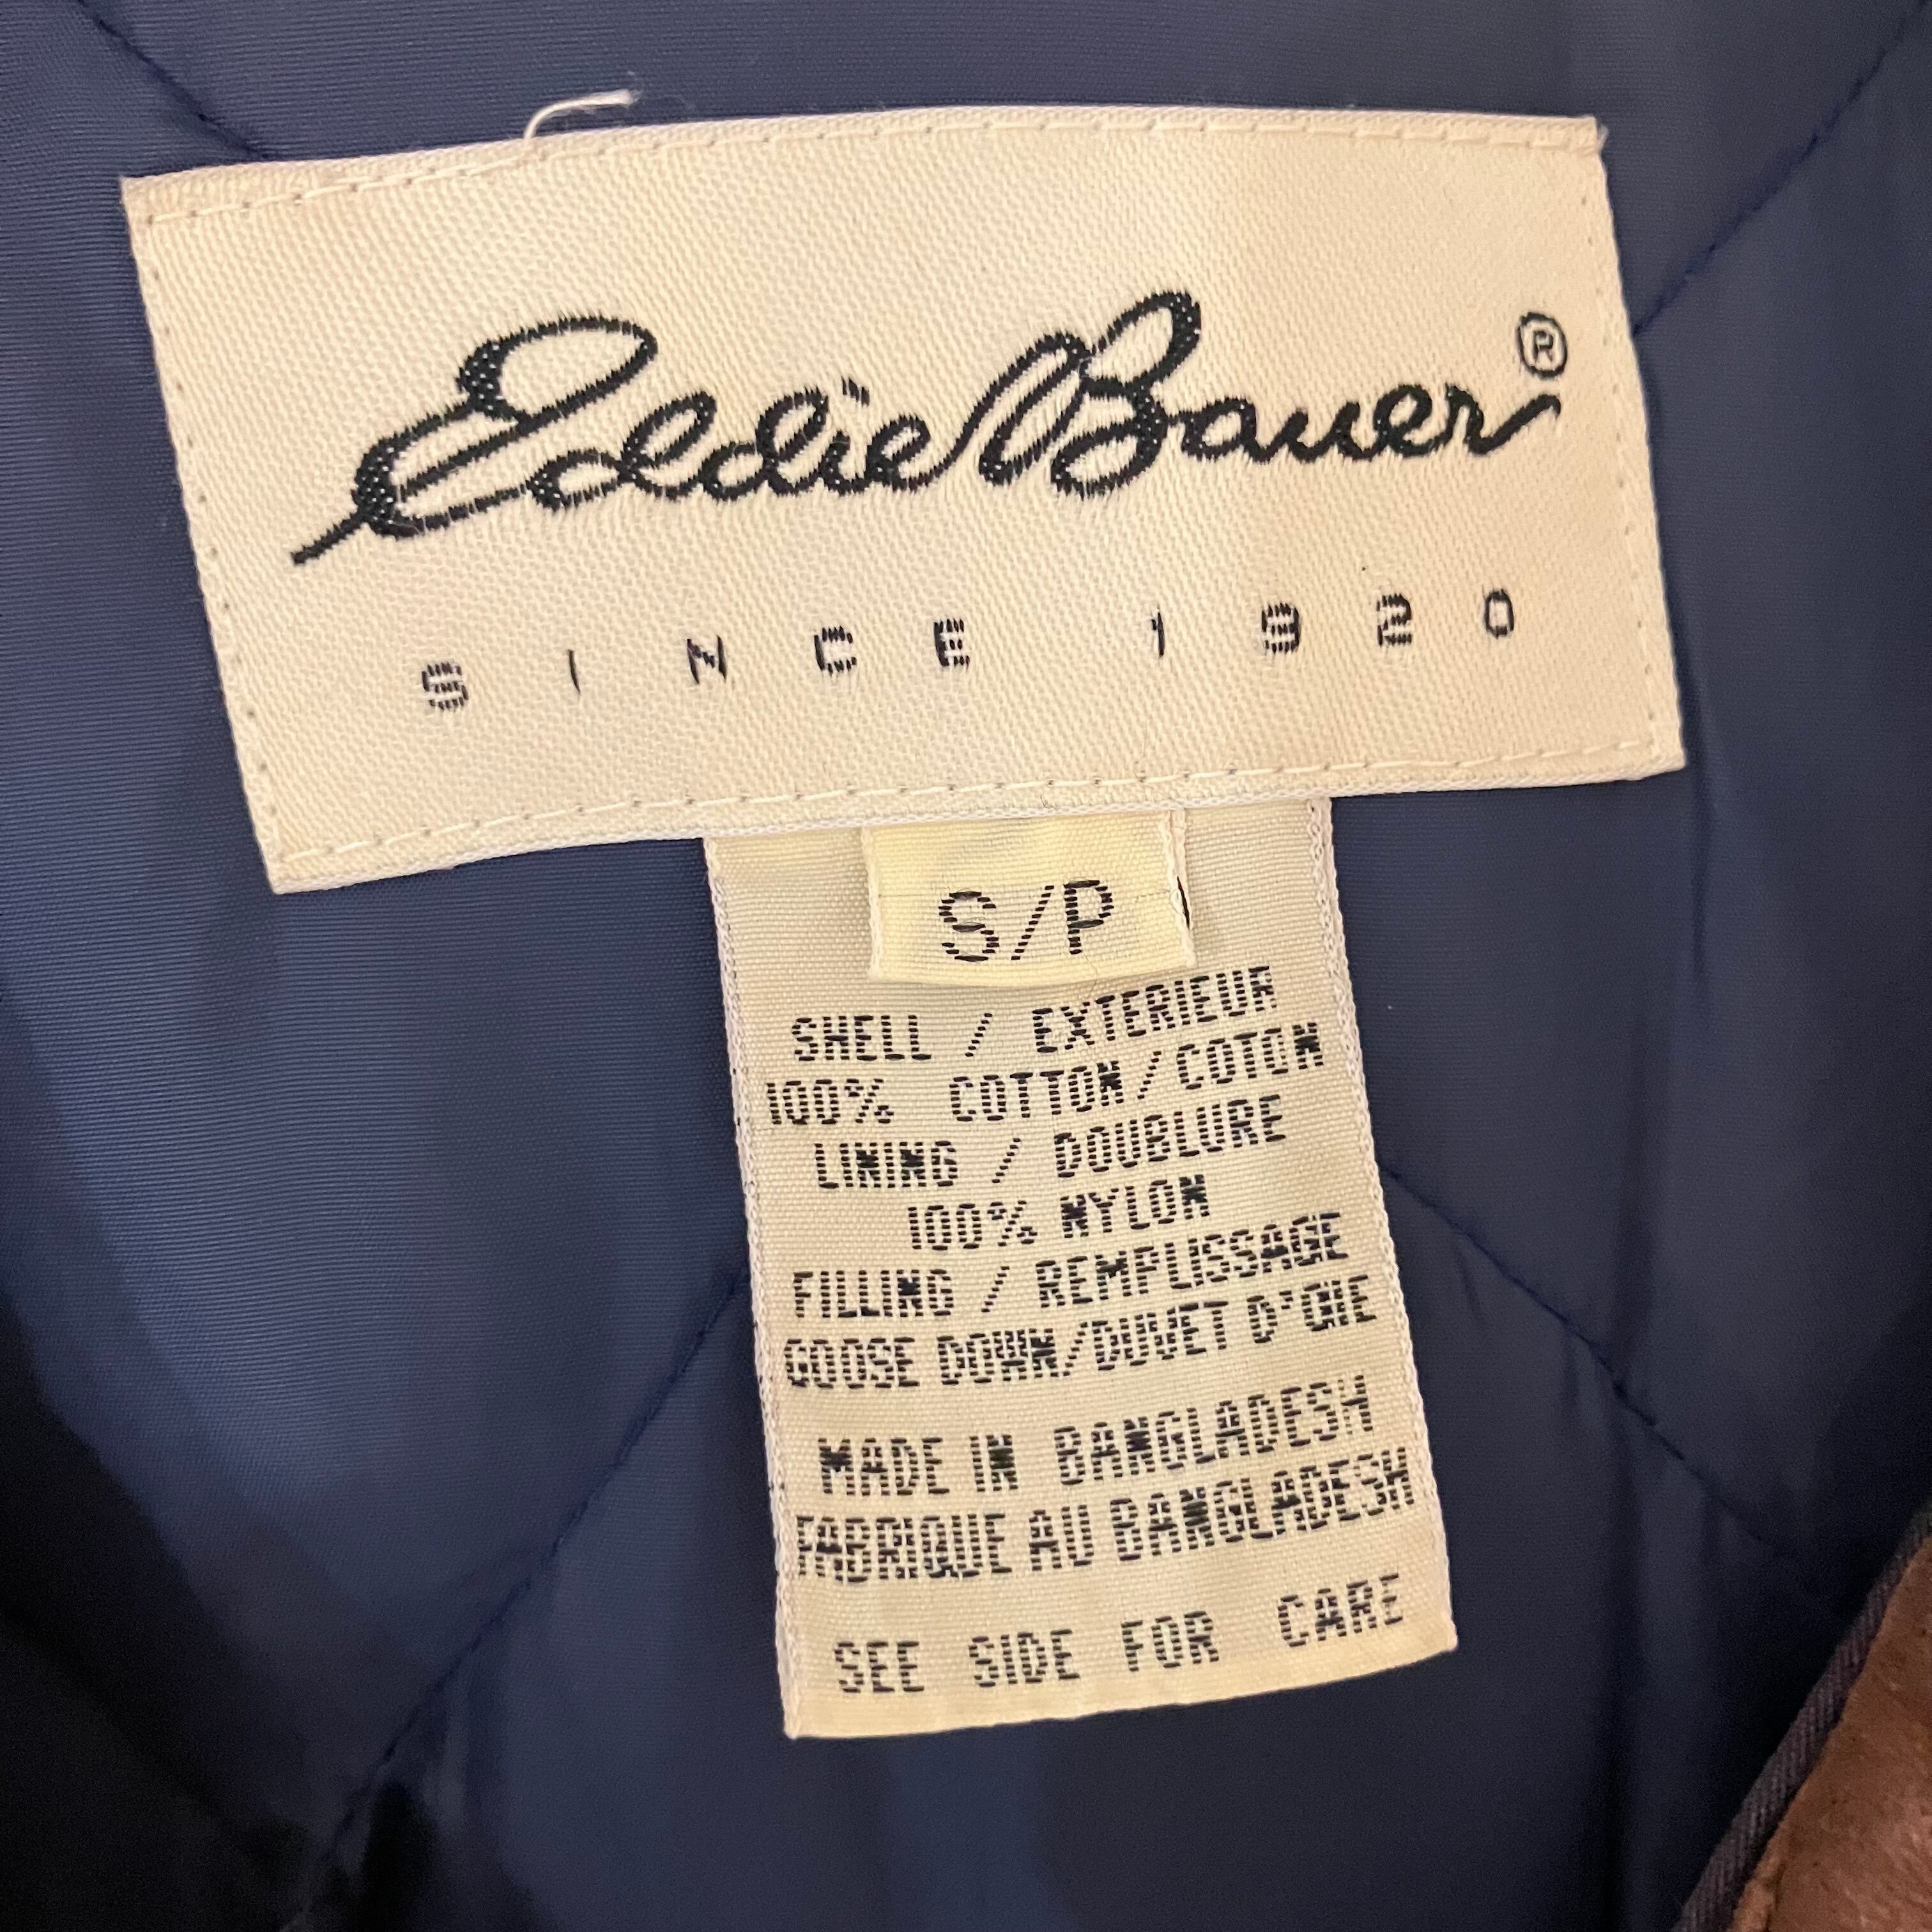 Eddie Bauer®
SINCE 1920
S/P
SHELL / EXTERIEUR
100% COTTON/COTON
LINING / DOUBLURE
100% NYLON
FILLING / REMPLISSAGE
GOOSE DOWN/DUVET D'OIE
MADE IN BANGLADESH
FABRIQUE AU BANGLADESH
SEE SIDE FOR CARE